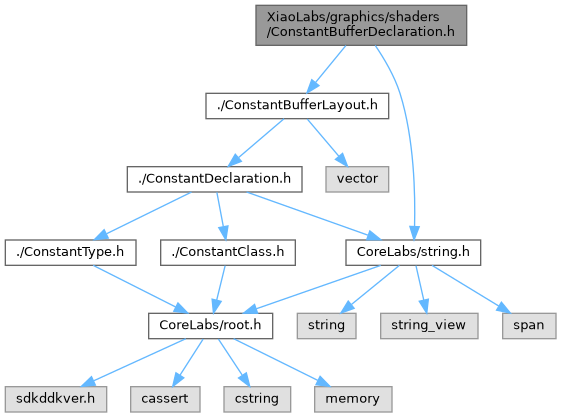 XiaoLabs/graphics/shaders
/ConstantBufferDeclaration.h
./ConstantBufferLayout.h
./ConstantDeclaration.h
vector
./ConstantType.h
./ConstantClass.h
CoreLabs/string.h
CoreLabs/root.h
string
string_view
span
sdkddkver.h
cassert
cstring
memory